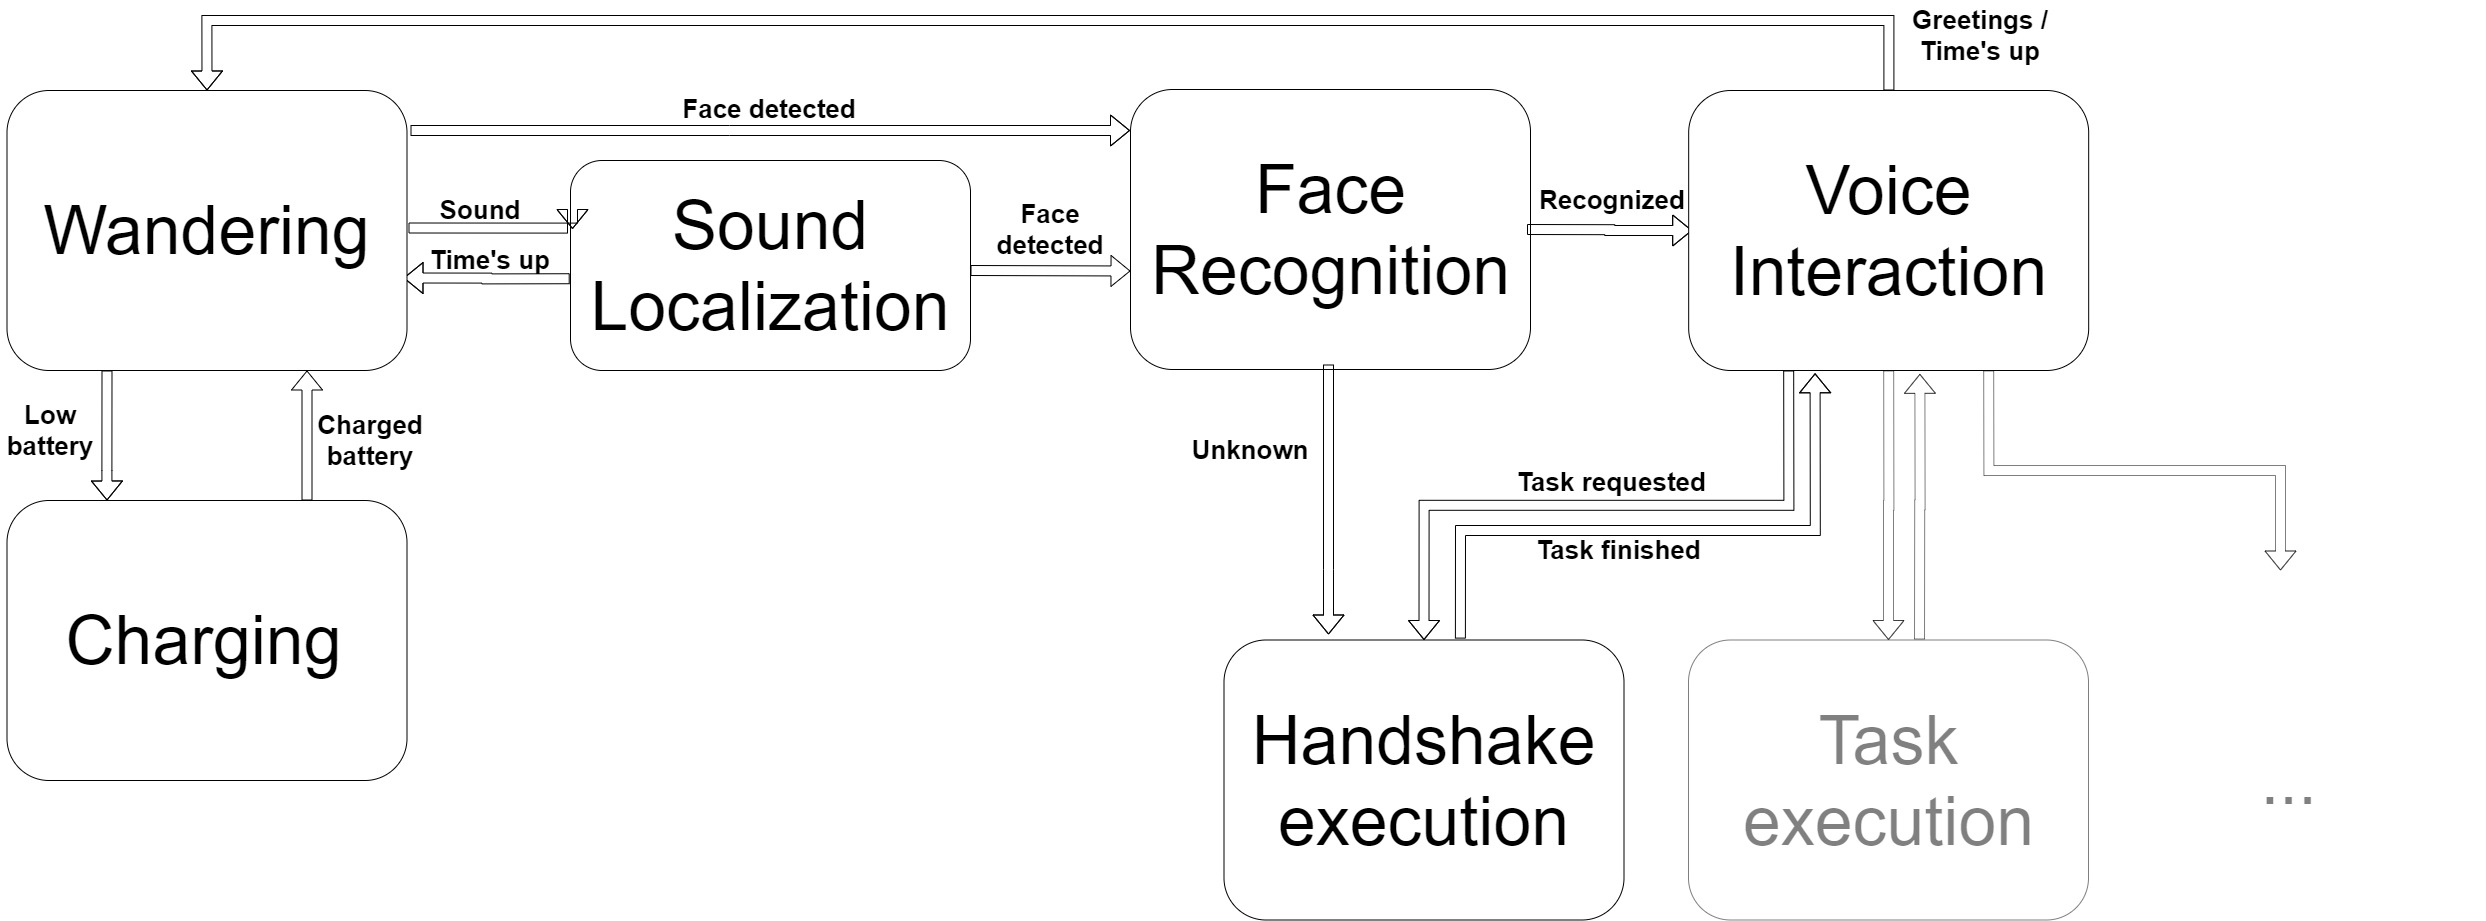 Greetings /
Time's up
Face detected
Wandering
Sound
Time's up
Sound
Localization
Face
detected
Face
Recognition
Recognized
Voice
Interaction
Low
battery
Charged
battery
Unknown
Task requested
Task finished
Charging
Handshake
execution
Task
execution
...